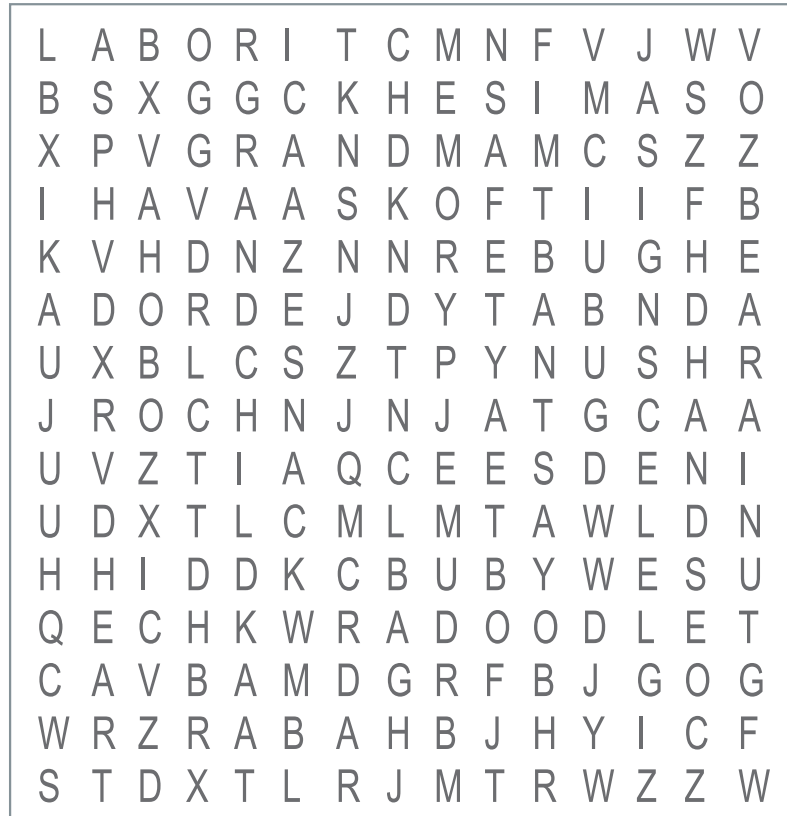 L A B O R I T C M N F V J W V
B S X G G C K H E S I M A S O
X P V G R A N D M A M C S Z Z
I H A V A A S K O F T I I F B
K V H D N Z N N R E B U G H E
A D O R D E J D Y T A B N D A
U X B L C S Z T P Y N U S H R
J R O C H N J N J A T G C A A
U V Z T I A Q C E E S D E N I
U D X T L C M L M T A W L D N
H H I D D K C B U B Y W E S U
Q E C H K W R A D O O D L E T
C A V B A M D G R F B J G O G
W R Z R A B A H B J H Y I C F
S T D X T L R J M T R W Z Z W